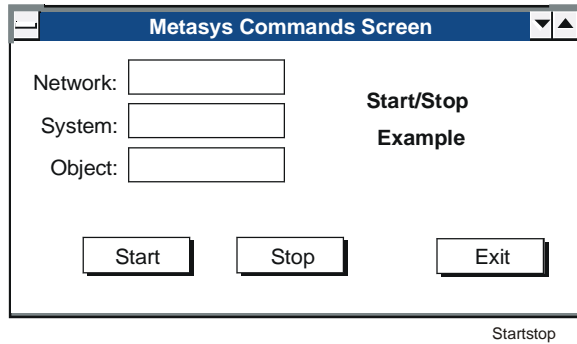 Metasys Commands Screen
Network:
Start/Stop
System:
Example
Object:
Start Stop Exit
Startstop